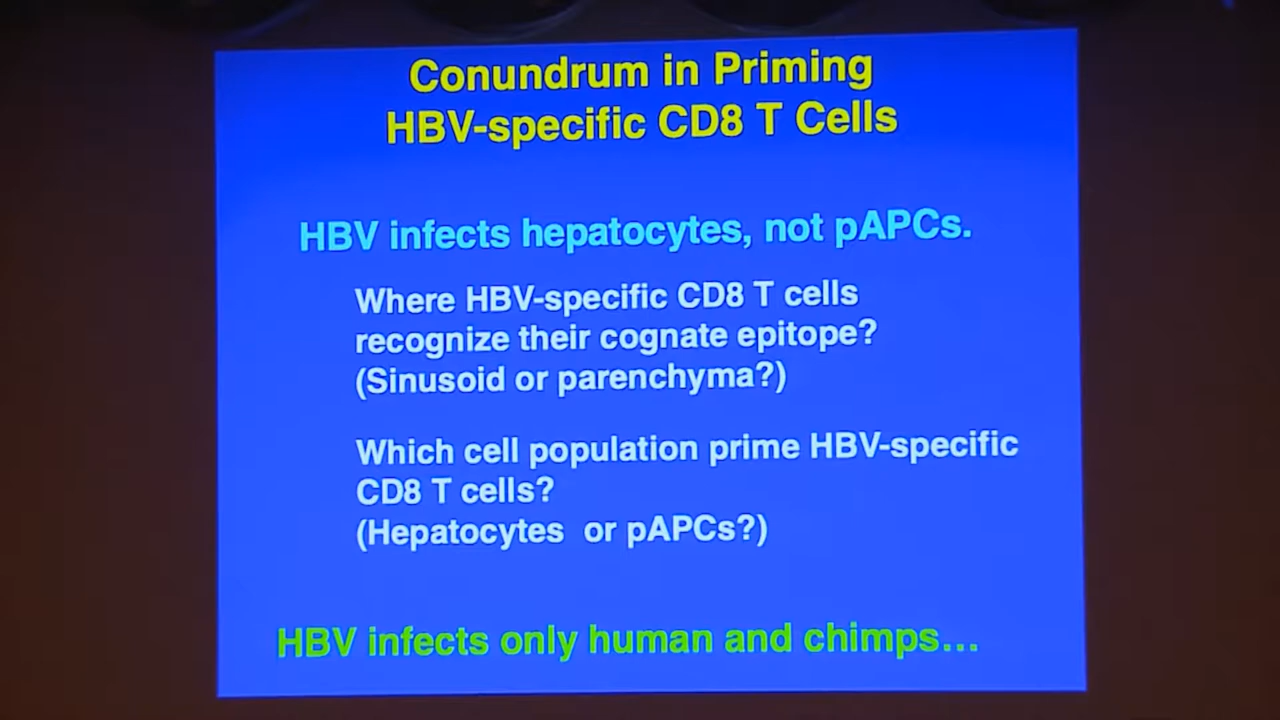 Conundrum in Priming
HBV-specific CD8 T Cells
HBV infects hepatocytes, not pAPCs.
Where HBV-specific CD8 T cells
recognize their cognate epitope?
(Sinusoid or parenchyma?)
Which cell population prime HBV-specific
CD8 T cells?
(Hepatocytes or pAPCs?)
HBV infects only human and chimps...